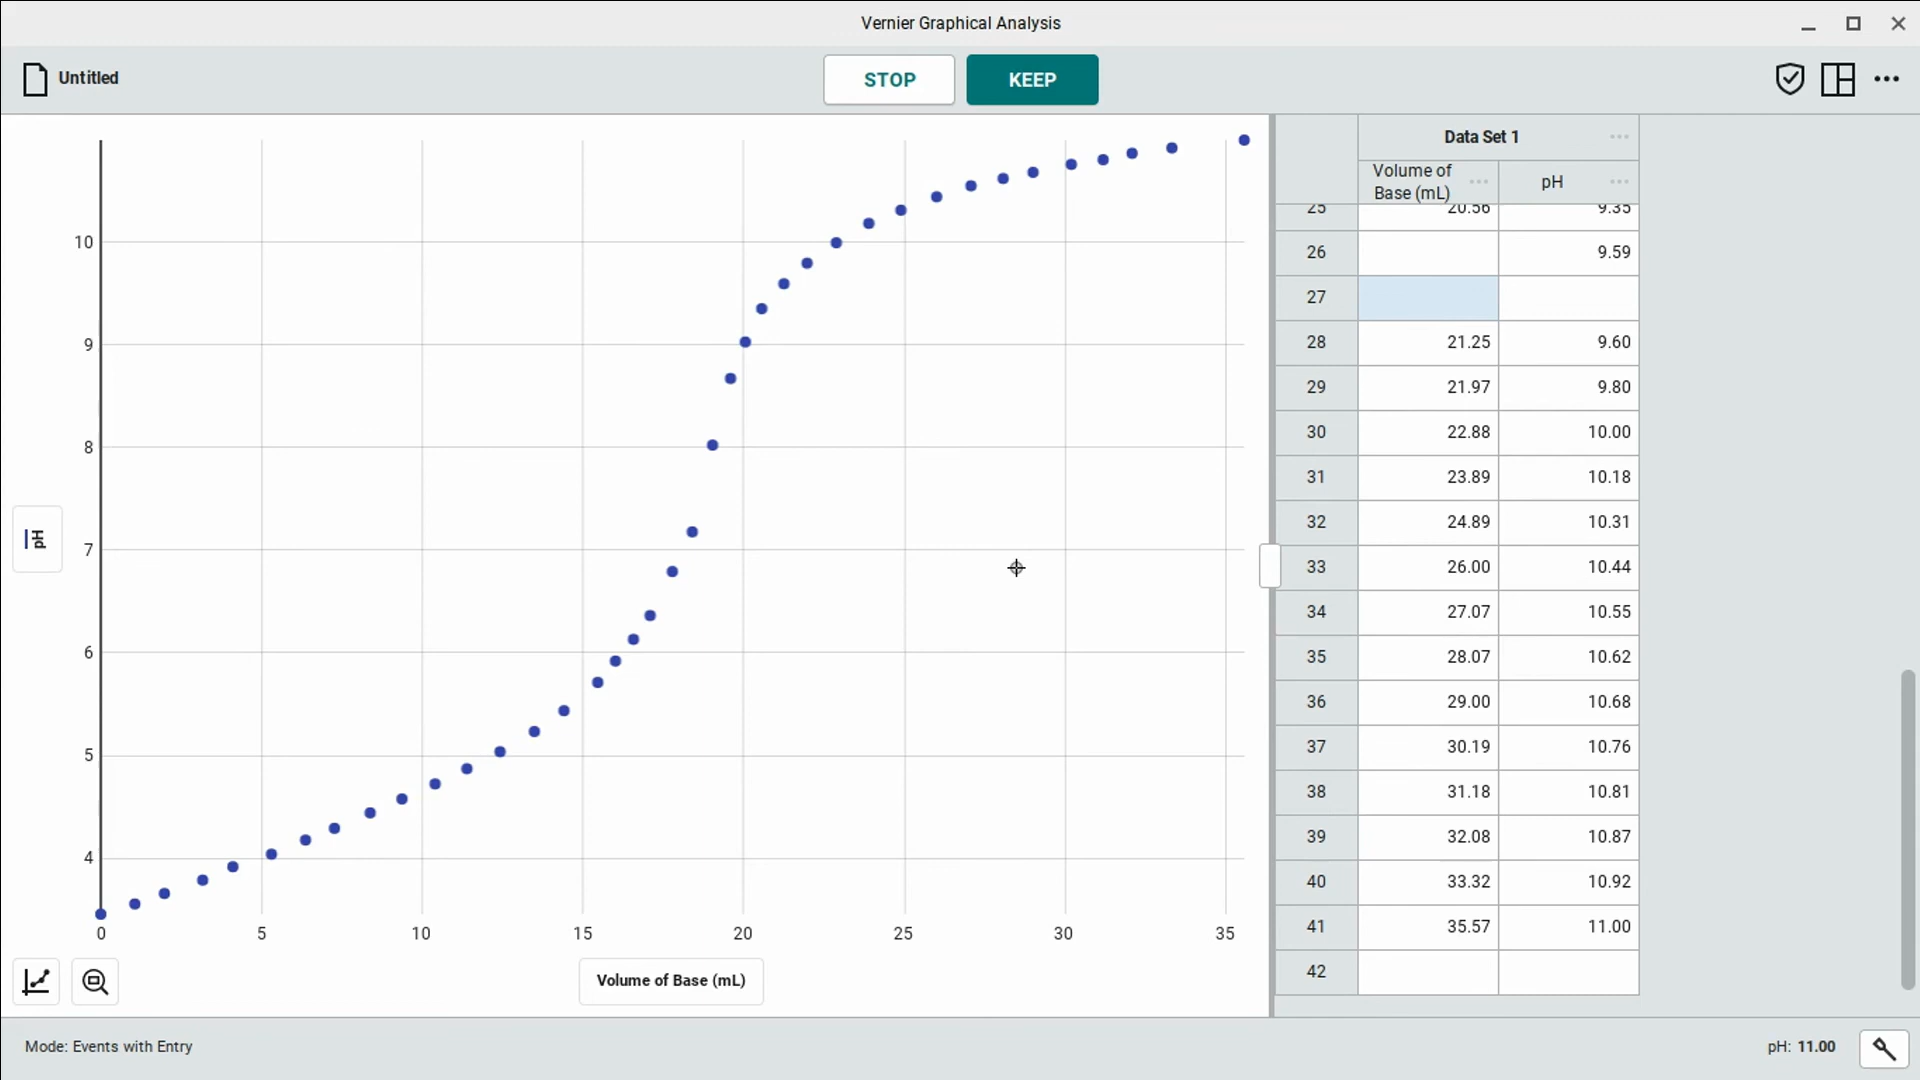 Vernier Graphical Analysis
Untitled
STOP
KEEP
10
9
8
7
6
5
4
pH
0 5 10 15 20 25 30 35
Volume of Base (mL)
Data Set 1
Volume of Base (mL) pH
25 20.56 9.35
26 9.59
27
28 21.25 9.60
29 21.97 9.80
30 22.88 10.00
31 23.89 10.18
32 24.89 10.31
33 26.00 10.44
34 27.07 10.55
35 28.07 10.62
36 29.00 10.68
37 30.19 10.76
38 31.18 10.81
39 32.08 10.87
40 33.32 10.92
41 35.57 11.00
42
Mode: Events with Entry
pH: 11.00